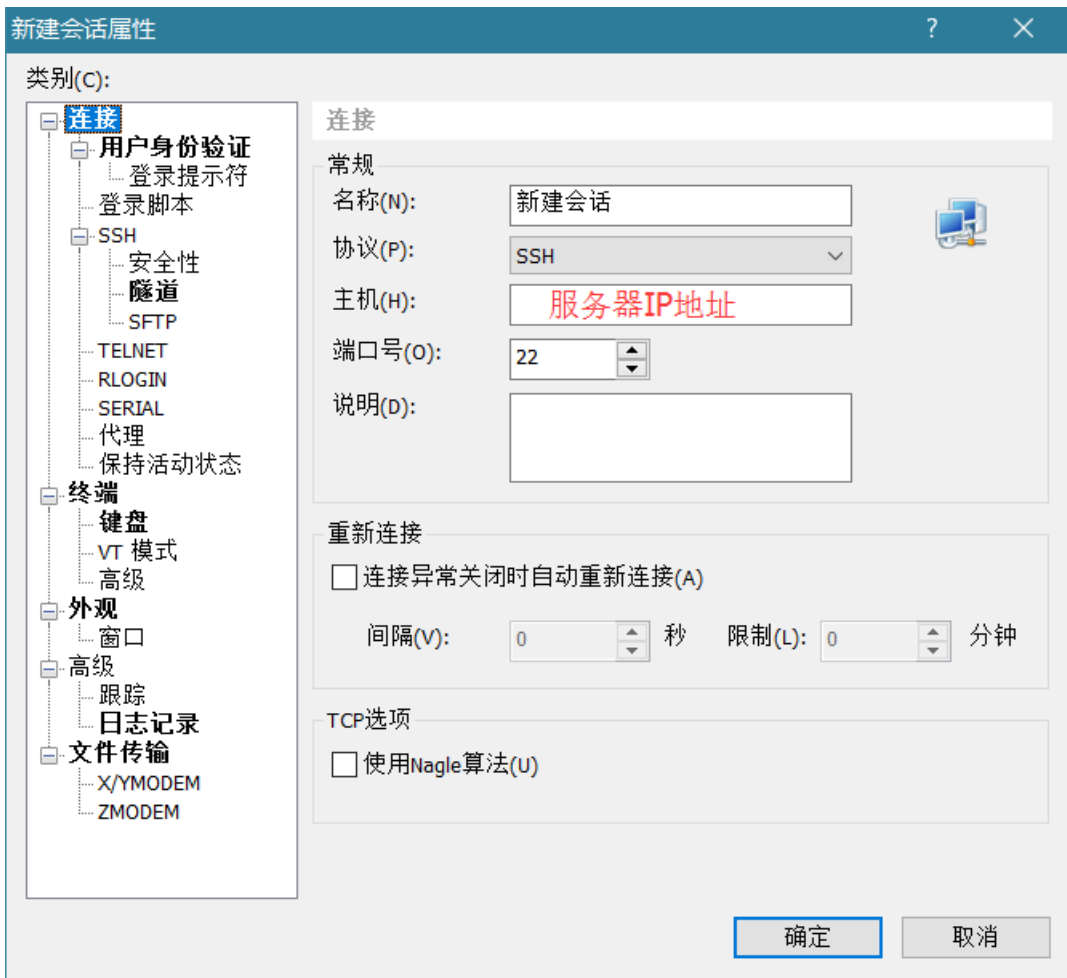 新建会话属性
类别(C):
连接
用户身份验证
登录提示符
登录脚本
SSH
安全性
隧道
SFTP
TELNET
RLOGIN
SERIAL
代理
保持活动状态
终端
键盘
VT 模式
高级
外观
窗口
高级
跟踪
日志记录
文件传输
X/YMODEM
ZMODEM
连接
常规
名称(N): 新建会话
协议(P): SSH
主机(H): 服务器IP地址
端口号(O): 22
说明(D):
重新连接
连接异常关闭时自动重新连接(A)
间隔(V): 0 秒 限制(L): 0 分钟
TCP选项
使用Nagle算法(U)
确定 取消